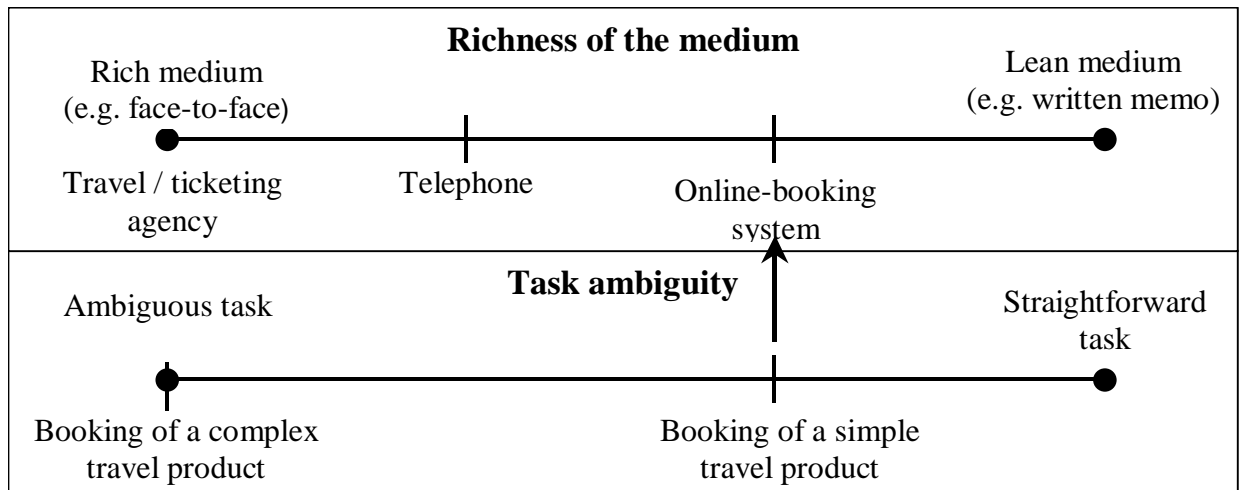 Richness of the medium
Rich medium
(e.g. face-to-face)
Lean medium
(e.g. written memo)
Travel / ticketing
agency
Telephone
Online-booking
system
Task ambiguity
Ambiguous task
Straightforward
task
Booking of a complex
travel product
Booking of a simple
travel product